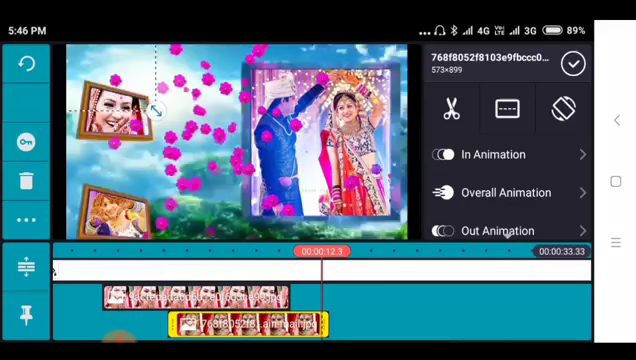 5:46 PM
... 4G VoLTE 3G 89%
768f8052f8103e9fbccc0...
573×899
In Animation
Overall Animation
Out Animation
00:00:12.3
00:00:33.33